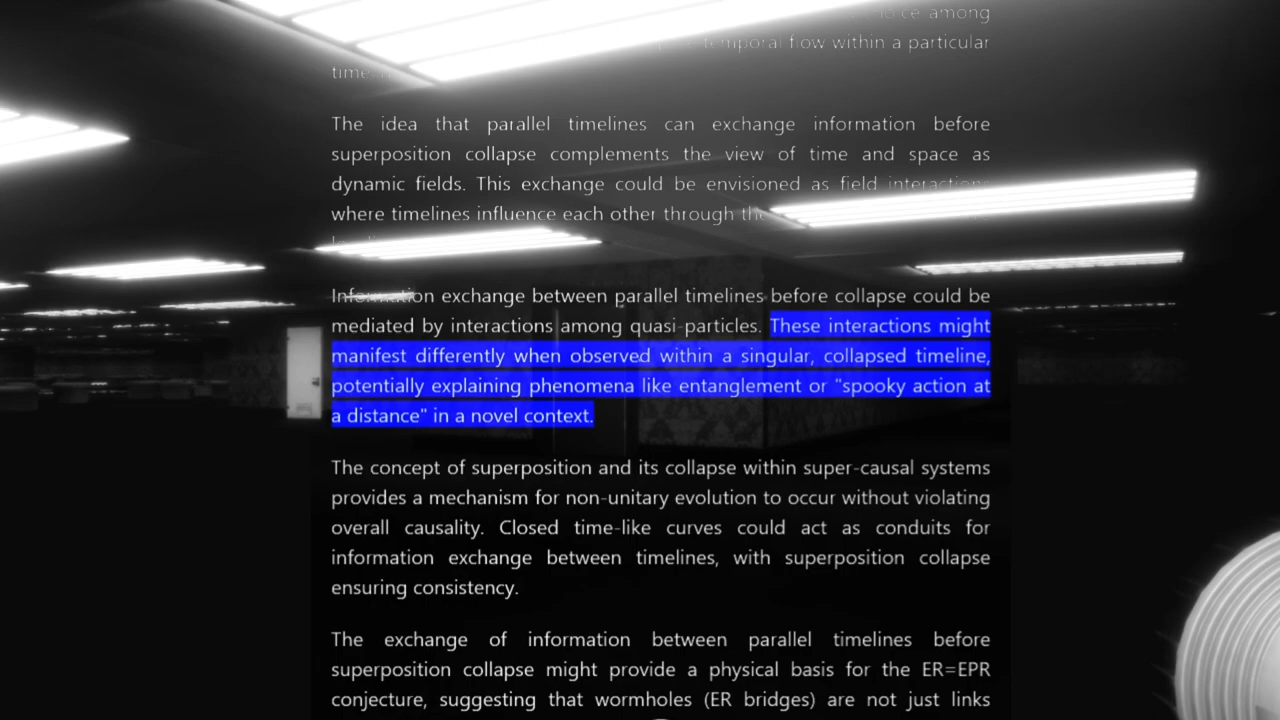 among
temporal flow within a particular
The idea that parallel timelines can exchange information before
superposition collapse complements the view of time and space as
dynamic fields. This exchange could be envisioned as field interactions
where timelines influence each other through the
Information exchange between parallel timelines before collapse could be
mediated by interactions among quasi-particles. These interactions might
manifest differently when observed within a singular, collapsed timeline,
potentially explaining phenomena like entanglement or "spooky action at
a distance" in a novel context.
The concept of superposition and its collapse within super-causal systems
provides a mechanism for non-unitary evolution to occur without violating
overall causality. Closed time-like curves could act as conduits for
information exchange between timelines, with superposition collapse
ensuring consistency.
The exchange of information between parallel timelines before
superposition collapse might provide a physical basis for the ER=EPR
conjecture, suggesting that wormholes (ER bridges) are not just links